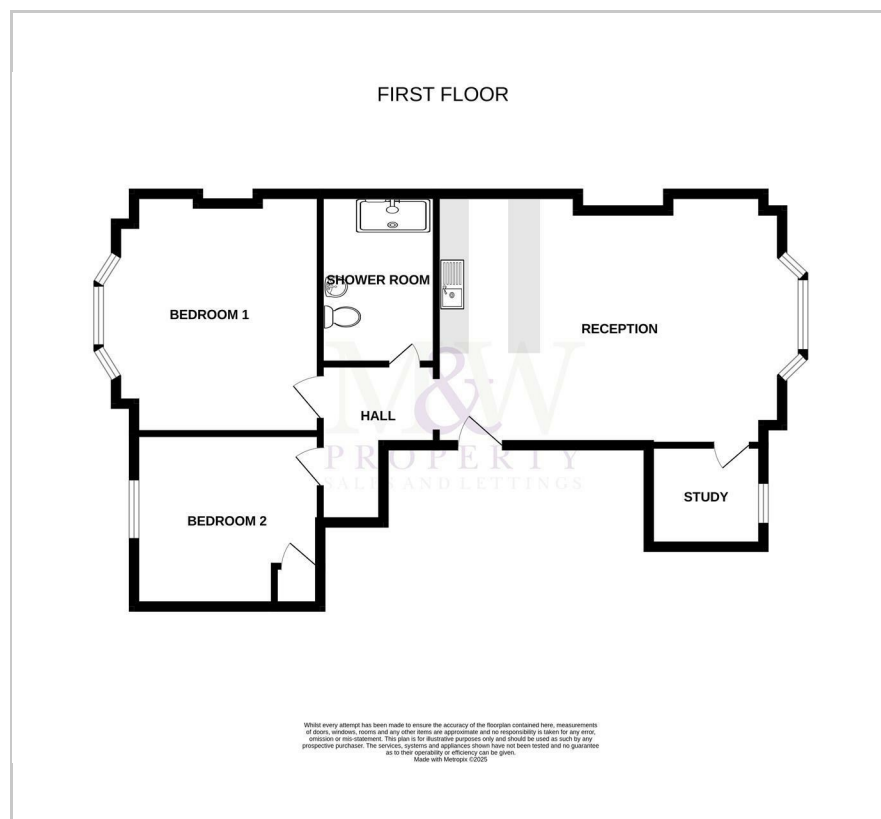 FIRST FLOOR
SHOWER ROOM
BEDROOM 1
RECEPTION
M&W
HALL
PROPERTY
SALES AND LETTINGS
STUDY
BEDROOM 2
Whilst every attempt has been made to ensure the accuracy of the floorplan contained here, measurements
of doors, windows, rooms and any other items are approximate and no responsibility is taken for any error,
omission or mis-statement. This plan is for illustrative purposes only and should be used as such by any
prospective purchaser. The services, systems and appliances shown have not been tested and no guarantee
as to their operability or efficiency can be given.
Made with Metropix ©2025